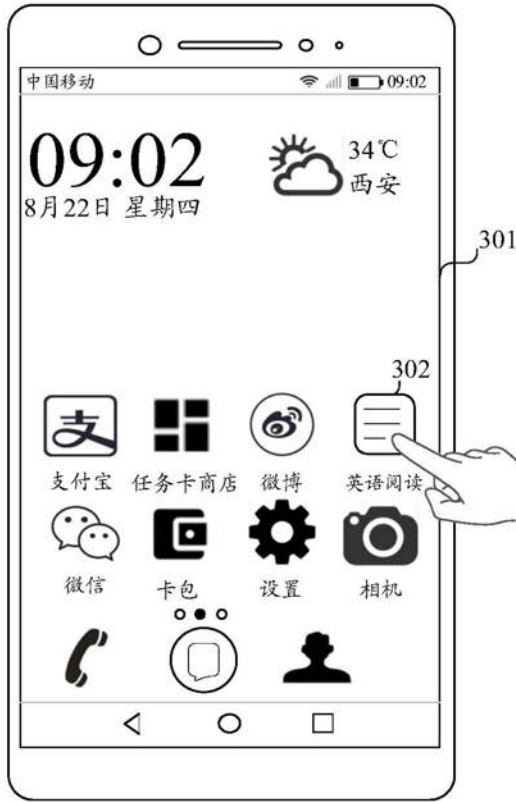 中国移动 09:02
09:02
8月22日 星期四
34℃
西安
301
302
支
支付宝 任务卡商店 微博 英语阅读
微信 卡包 设置 相机